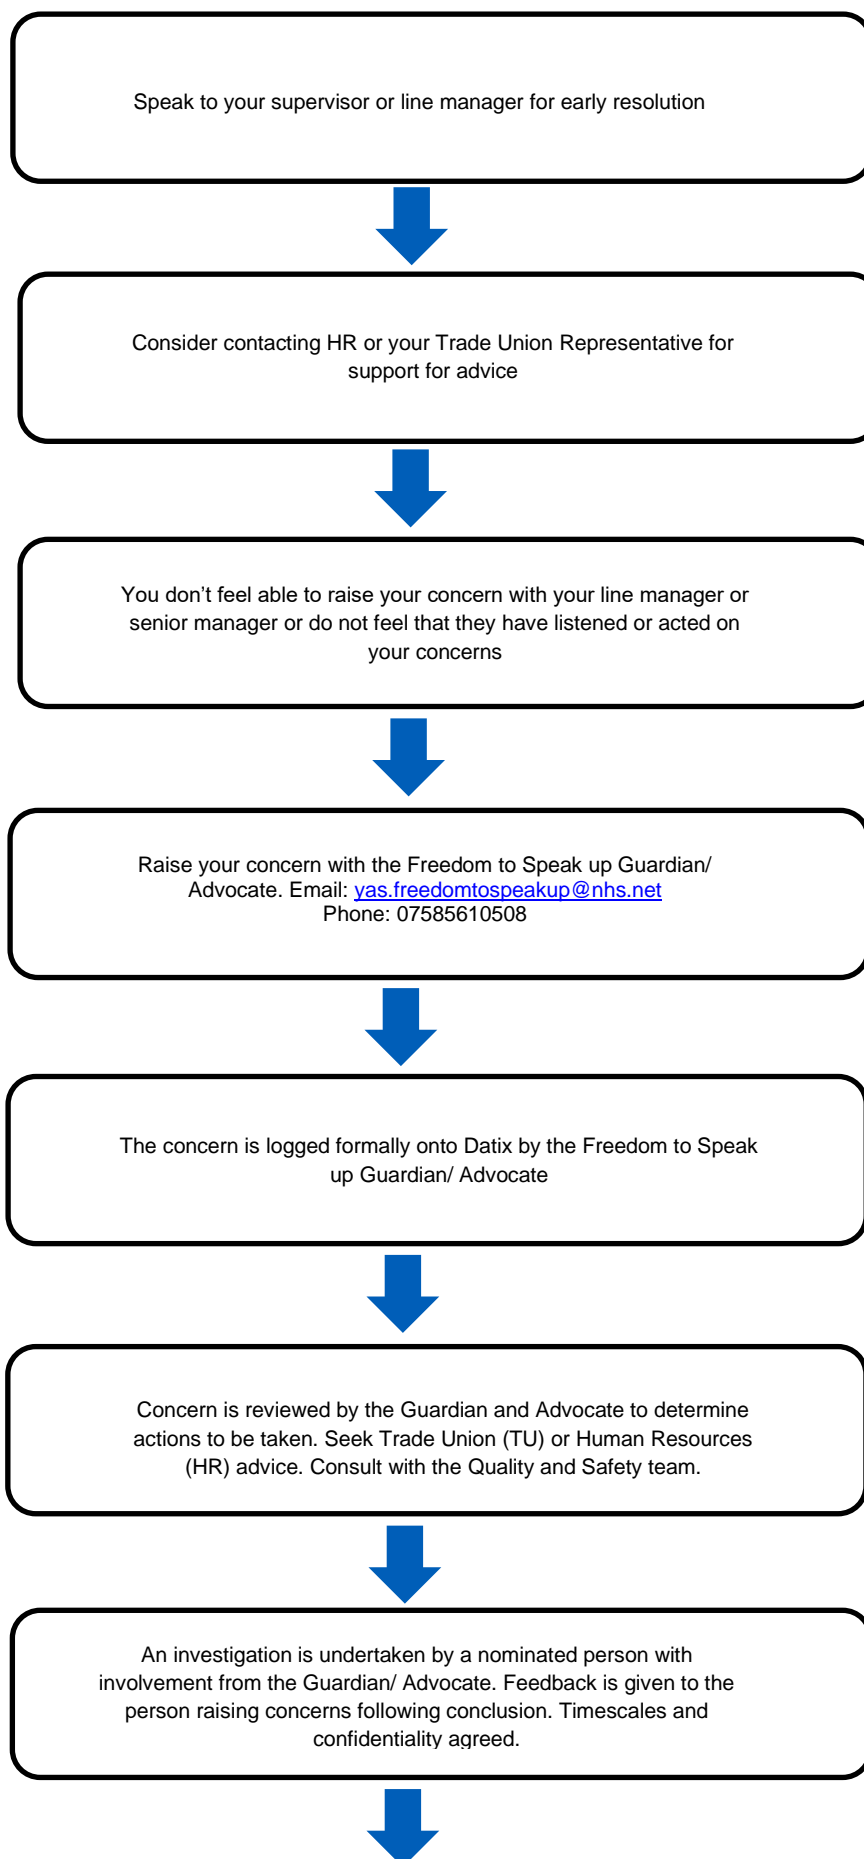 Speak to your supervisor or line manager for early resolution
Consider contacting HR or your Trade Union Representative for
support for advice
You don’t feel able to raise your concern with your line manager or
senior manager or do not feel that they have listened or acted on
your concerns
Raise your concern with the Freedom to Speak up Guardian/
Advocate. Email: yas.freedomtospeakup@nhs.net
Phone: 07585610508
The concern is logged formally onto Datix by the Freedom to Speak
up Guardian/ Advocate
Concern is reviewed by the Guardian and Advocate to determine
actions to be taken. Seek Trade Union (TU) or Human Resources
(HR) advice. Consult with the Quality and Safety team.
An investigation is undertaken by a nominated person with
involvement from the Guardian/ Advocate. Feedback is given to the
person raising concerns following conclusion. Timescales and
confidentiality agreed.